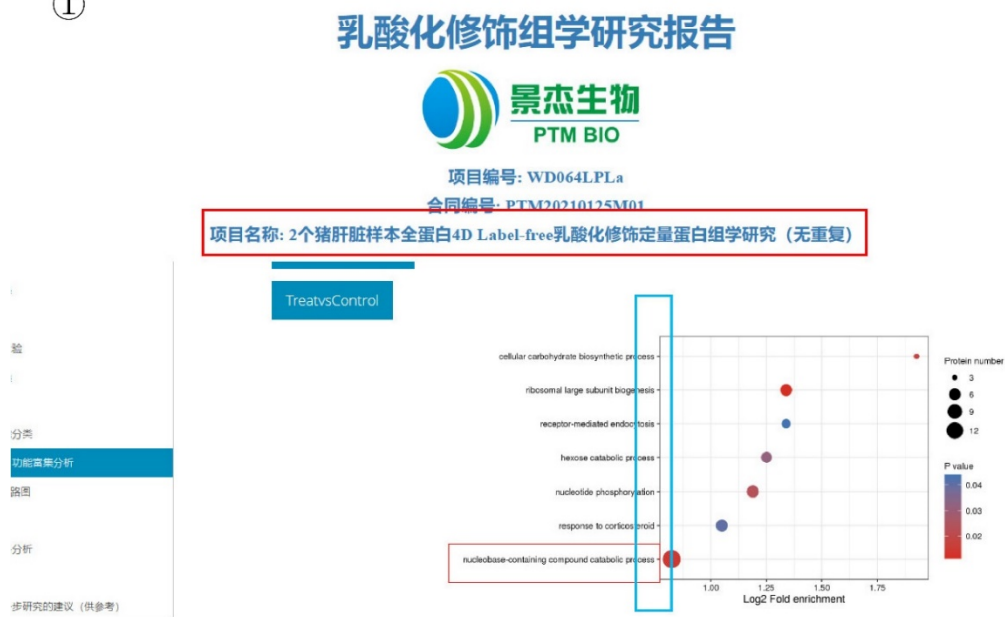 ①
乳酸化修饰组学研究报告
景杰生物
PTM BIO
项目编号: WD064LPLa
合同编号: PTM20210125M01
项目名称: 2个猪肝脏样本全蛋白4D Label-free乳酸化修饰定量蛋白组学研究（无重复）
TreatvsControl
验
分类
功能富集分析
路图
分析
步研究的建议（供参考）
cellular carbohydrate biosynthetic process
ribosomal large subunit biogenesis
receptor-mediated endocytosis
hexose catabolic process
nucleotide phosphorylation
response to corticosteroid
nucleobase-containing compound catabolic process
1.00 1.25 1.50 1.75
Log2 Fold enrichment
Protein number
3
6
9
12
P value
0.04
0.03
0.02